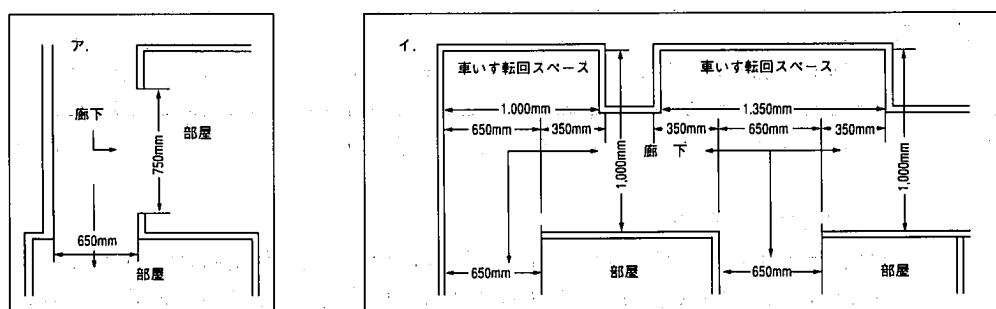 ア.
廊下
部屋
750mm
650mm
部屋
イ.
車いす転回スペース
車いす転回スペース
1.000mm
1.350mm
650mm
350mm
350mm
650mm
350mm
廊 下
1,000mm
1,000mm
650mm
部屋
650mm
部屋